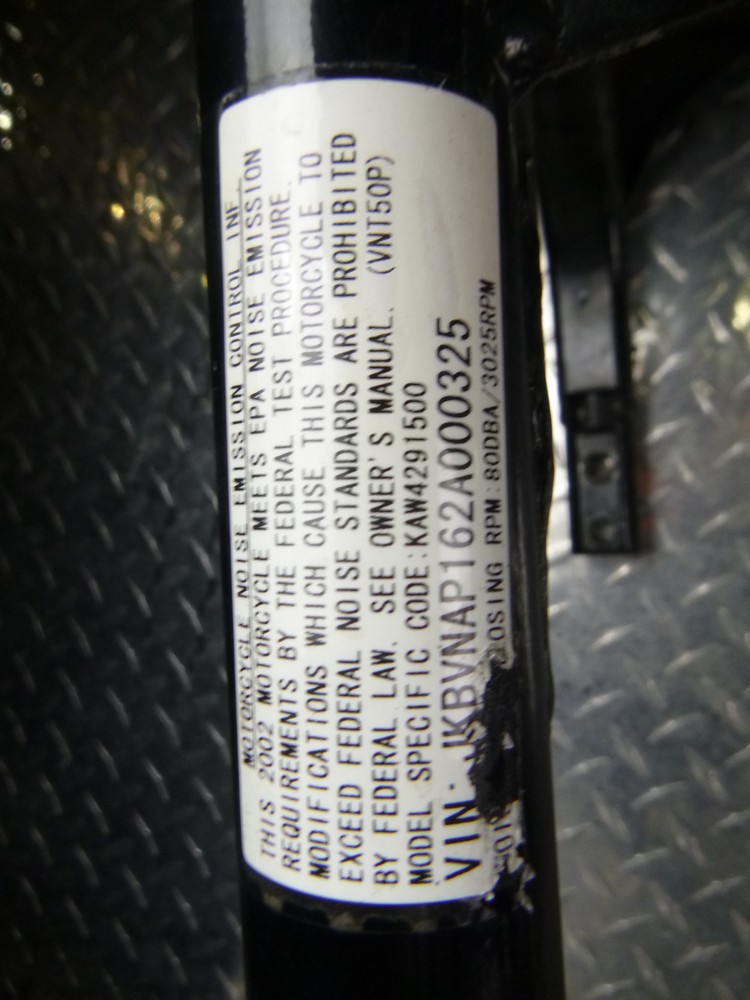 MOTORCYCLE NOISE EMISSION CONTROL INF.
THIS 2002 MOTORCYCLE MEETS EPA NOISE EMISSION
REQUIREMENTS BY THE FEDERAL TEST PROCEDURE.
MODIFICATIONS WHICH CAUSE THIS MOTORCYCLE TO
EXCEED FEDERAL NOISE STANDARDS ARE PROHIBITED
BY FEDERAL LAW. SEE OWNER'S MANUAL. (VNT50P)
MODEL SPECIFIC CODE:KAW4291500
VIN: JKBVNAP162A000325
OSING RPM:80DBA/3025RPM